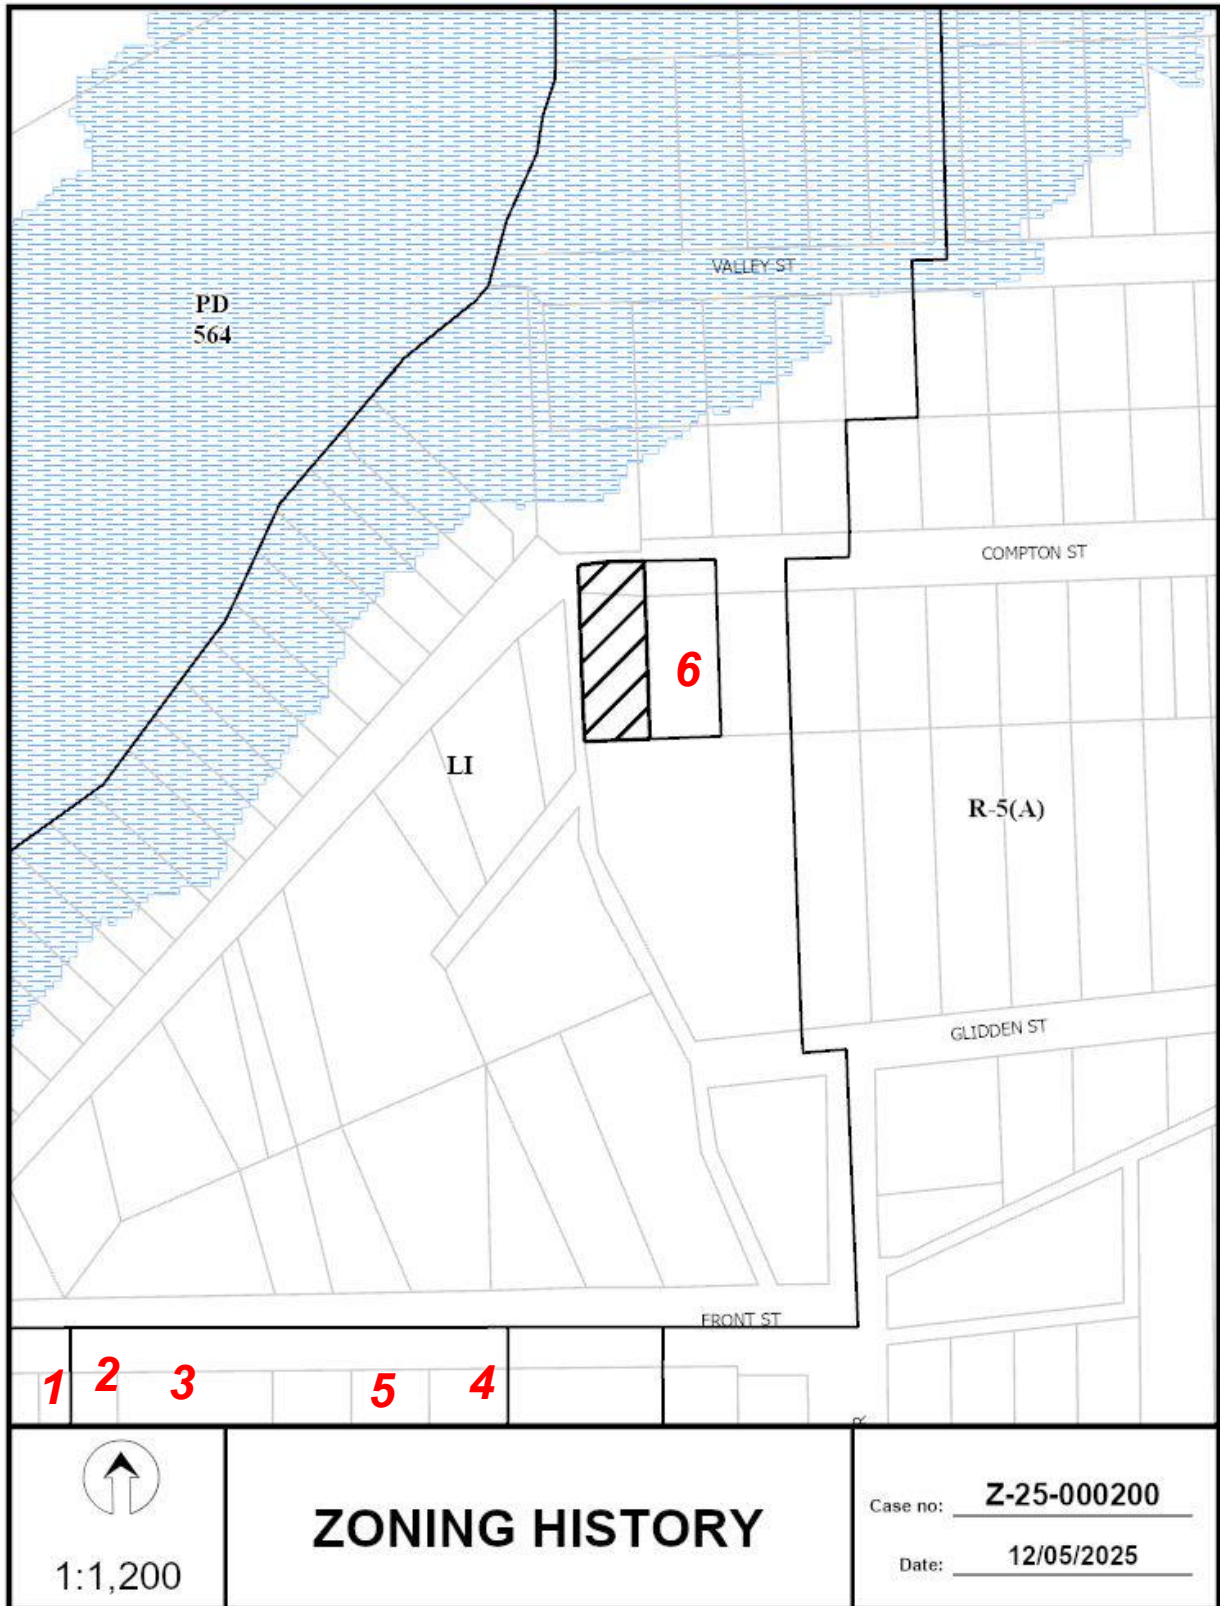 VALLEY ST
PD
564
COMPTON ST
6
LI
R-5(A)
GLIDDEN ST
FRONT ST
1 2 3 5 4
R
1:1,200
ZONING HISTORY
Case no: Z-25-000200
Date: 12/05/2025